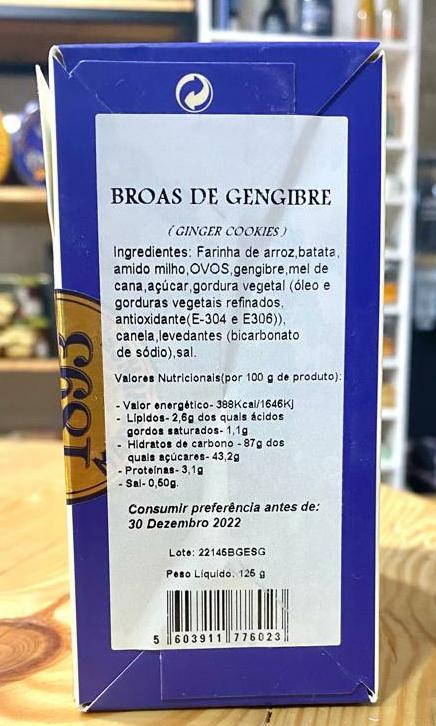 BROAS DE GENGIBRE
( GINGER COOKIES )
Ingredientes: Farinha de arroz,batata,
amido milho,OVOS,gengibre,mel de
cana,açúcar,gordura vegetal (óleo e
gorduras vegetais refinados,
antioxidante(E-304 e E306)),
canela,levedantes (bicarbonato
de sódio),sal.
Valores Nutricionais(por 100 g de produto):
- Valor energético- 388Kcal/1646Kj
- Lípidos- 2,6g dos quais ácidos
gordos saturados- 1,1g
- Hidratos de carbono - 87g dos
quais açúcares- 43,2g
- Proteínas- 3,1g
- Sal- 0,60g.
Consumir preferência antes de:
30 Dezembro 2022
Lote: 22145BGESG
Peso Líquido: 125 g
5 603911 776023
1893